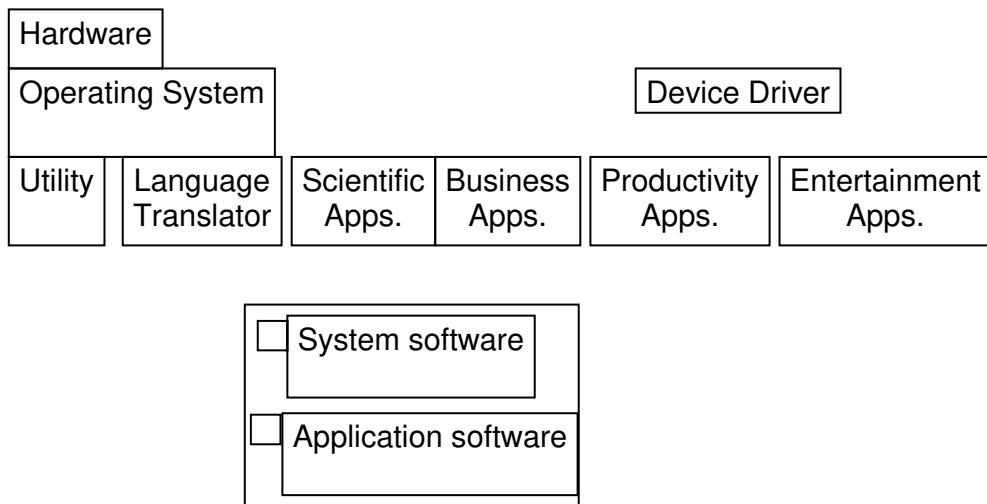 Hardware
Operating System
Device Driver
Utility
Language
Translator
Scientific
Apps.
Business
Apps.
Productivity
Apps.
Entertainment
Apps.
System software
Application software